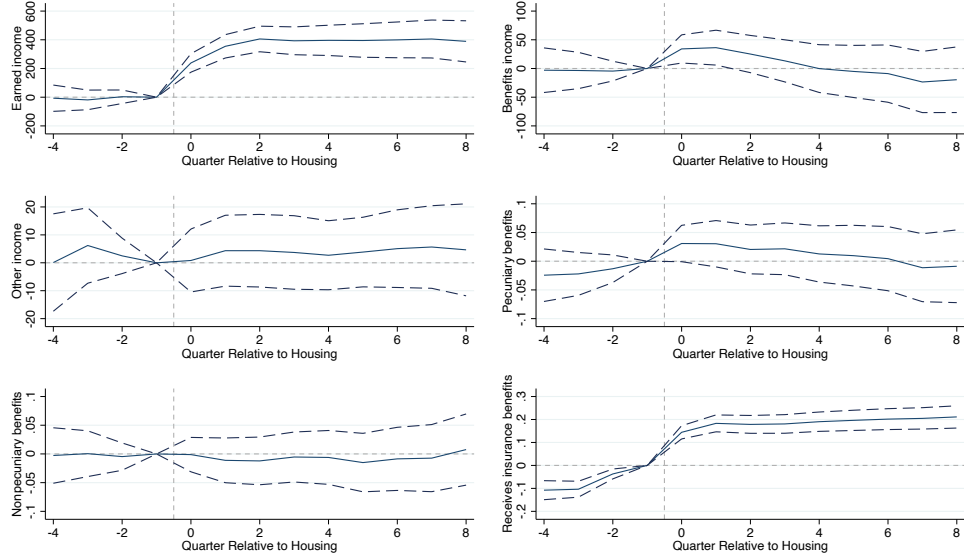 Earned income
-200 0 200 400 600
-4 -2 0 2 4 6 8
Quarter Relative to Housing
Benefits income
-100 -50 0 50 100
-4 -2 0 2 4 6 8
Quarter Relative to Housing
Other income
-20 -10 0 10 20
-4 -2 0 2 4 6 8
Quarter Relative to Housing
Pecuniary benefits
-.1 -.05 0 .05 .1
-4 -2 0 2 4 6 8
Quarter Relative to Housing
Nonpecuniary benefits
-.1 -.05 0 .05 .1
-4 -2 0 2 4 6 8
Quarter Relative to Housing
Receives insurance benefits
-.2 -.1 0 .1 .2 .3
-4 -2 0 2 4 6 8
Quarter Relative to Housing